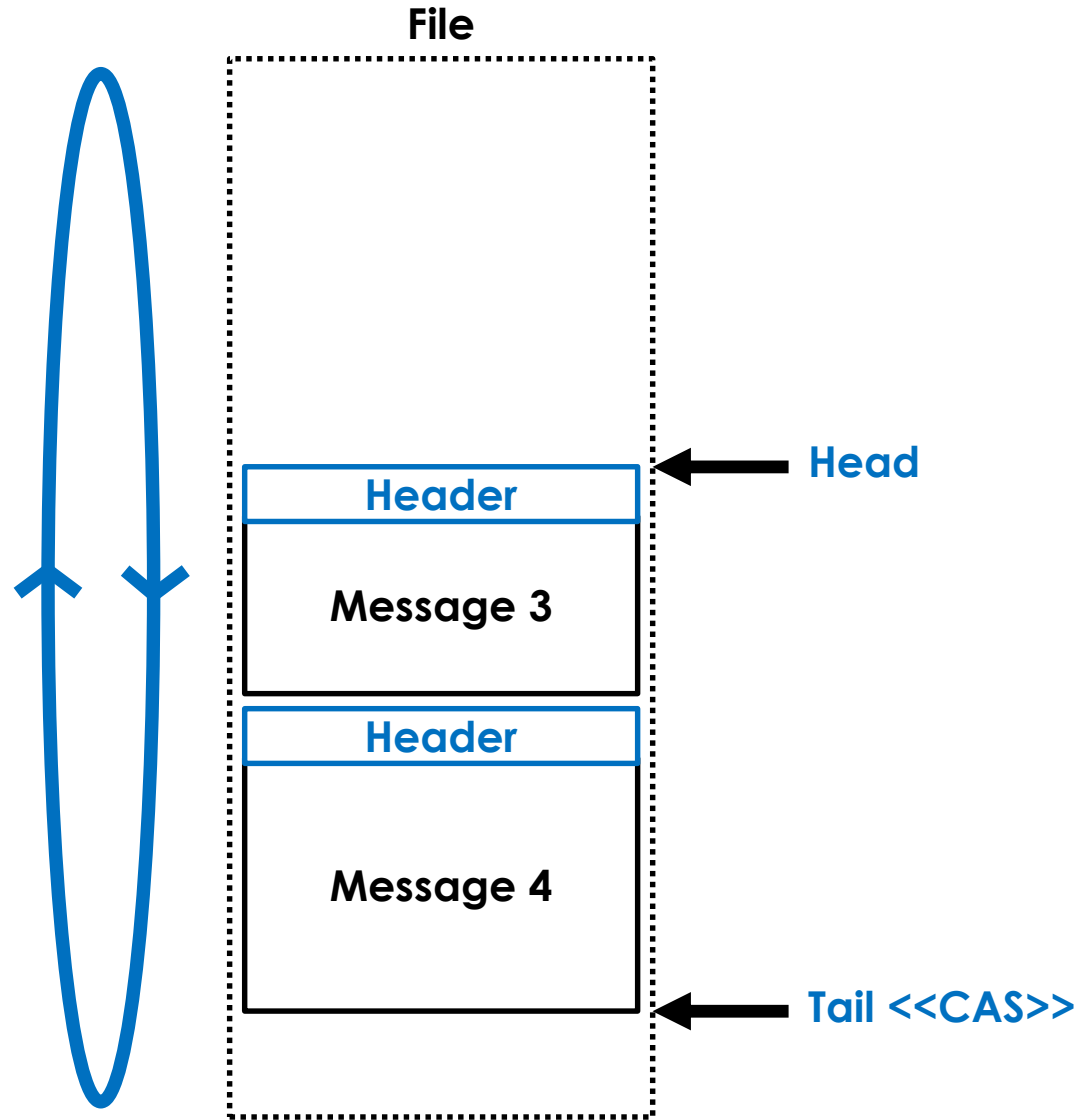 File
Head
Header
Message 3
Header
Message 4
Tail <<CAS>>